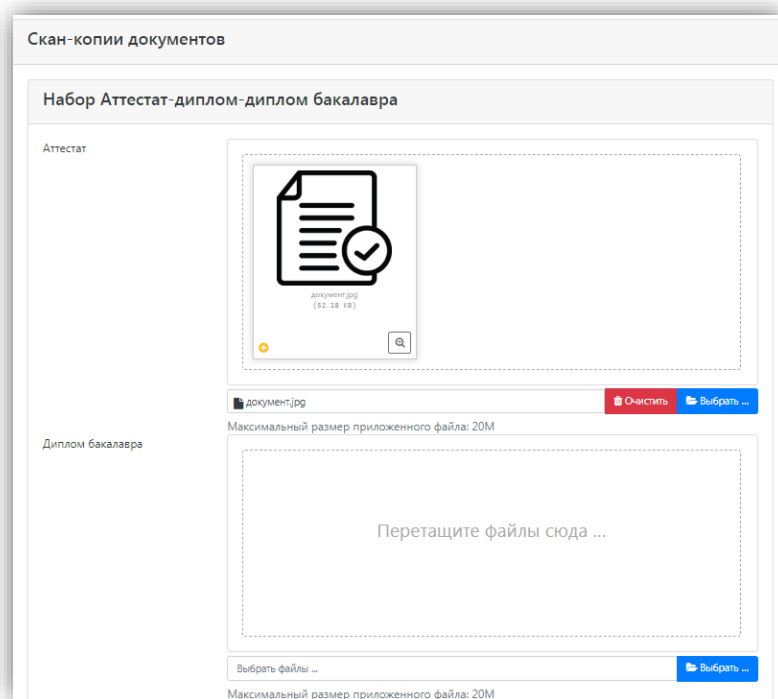 Скан-копии документов
Набор Аттестат-диплом-диплом бакалавра
Аттестат
документ.jpg
(52.18 KB)
документ.jpg
Очистить
Выбрать ...
Максимальный размер приложенного файла: 20M
Диплом бакалавра
Перетащите файлы сюда ...
Выбрать файлы ...
Выбрать ...
Максимальный размер приложенного файла: 20M